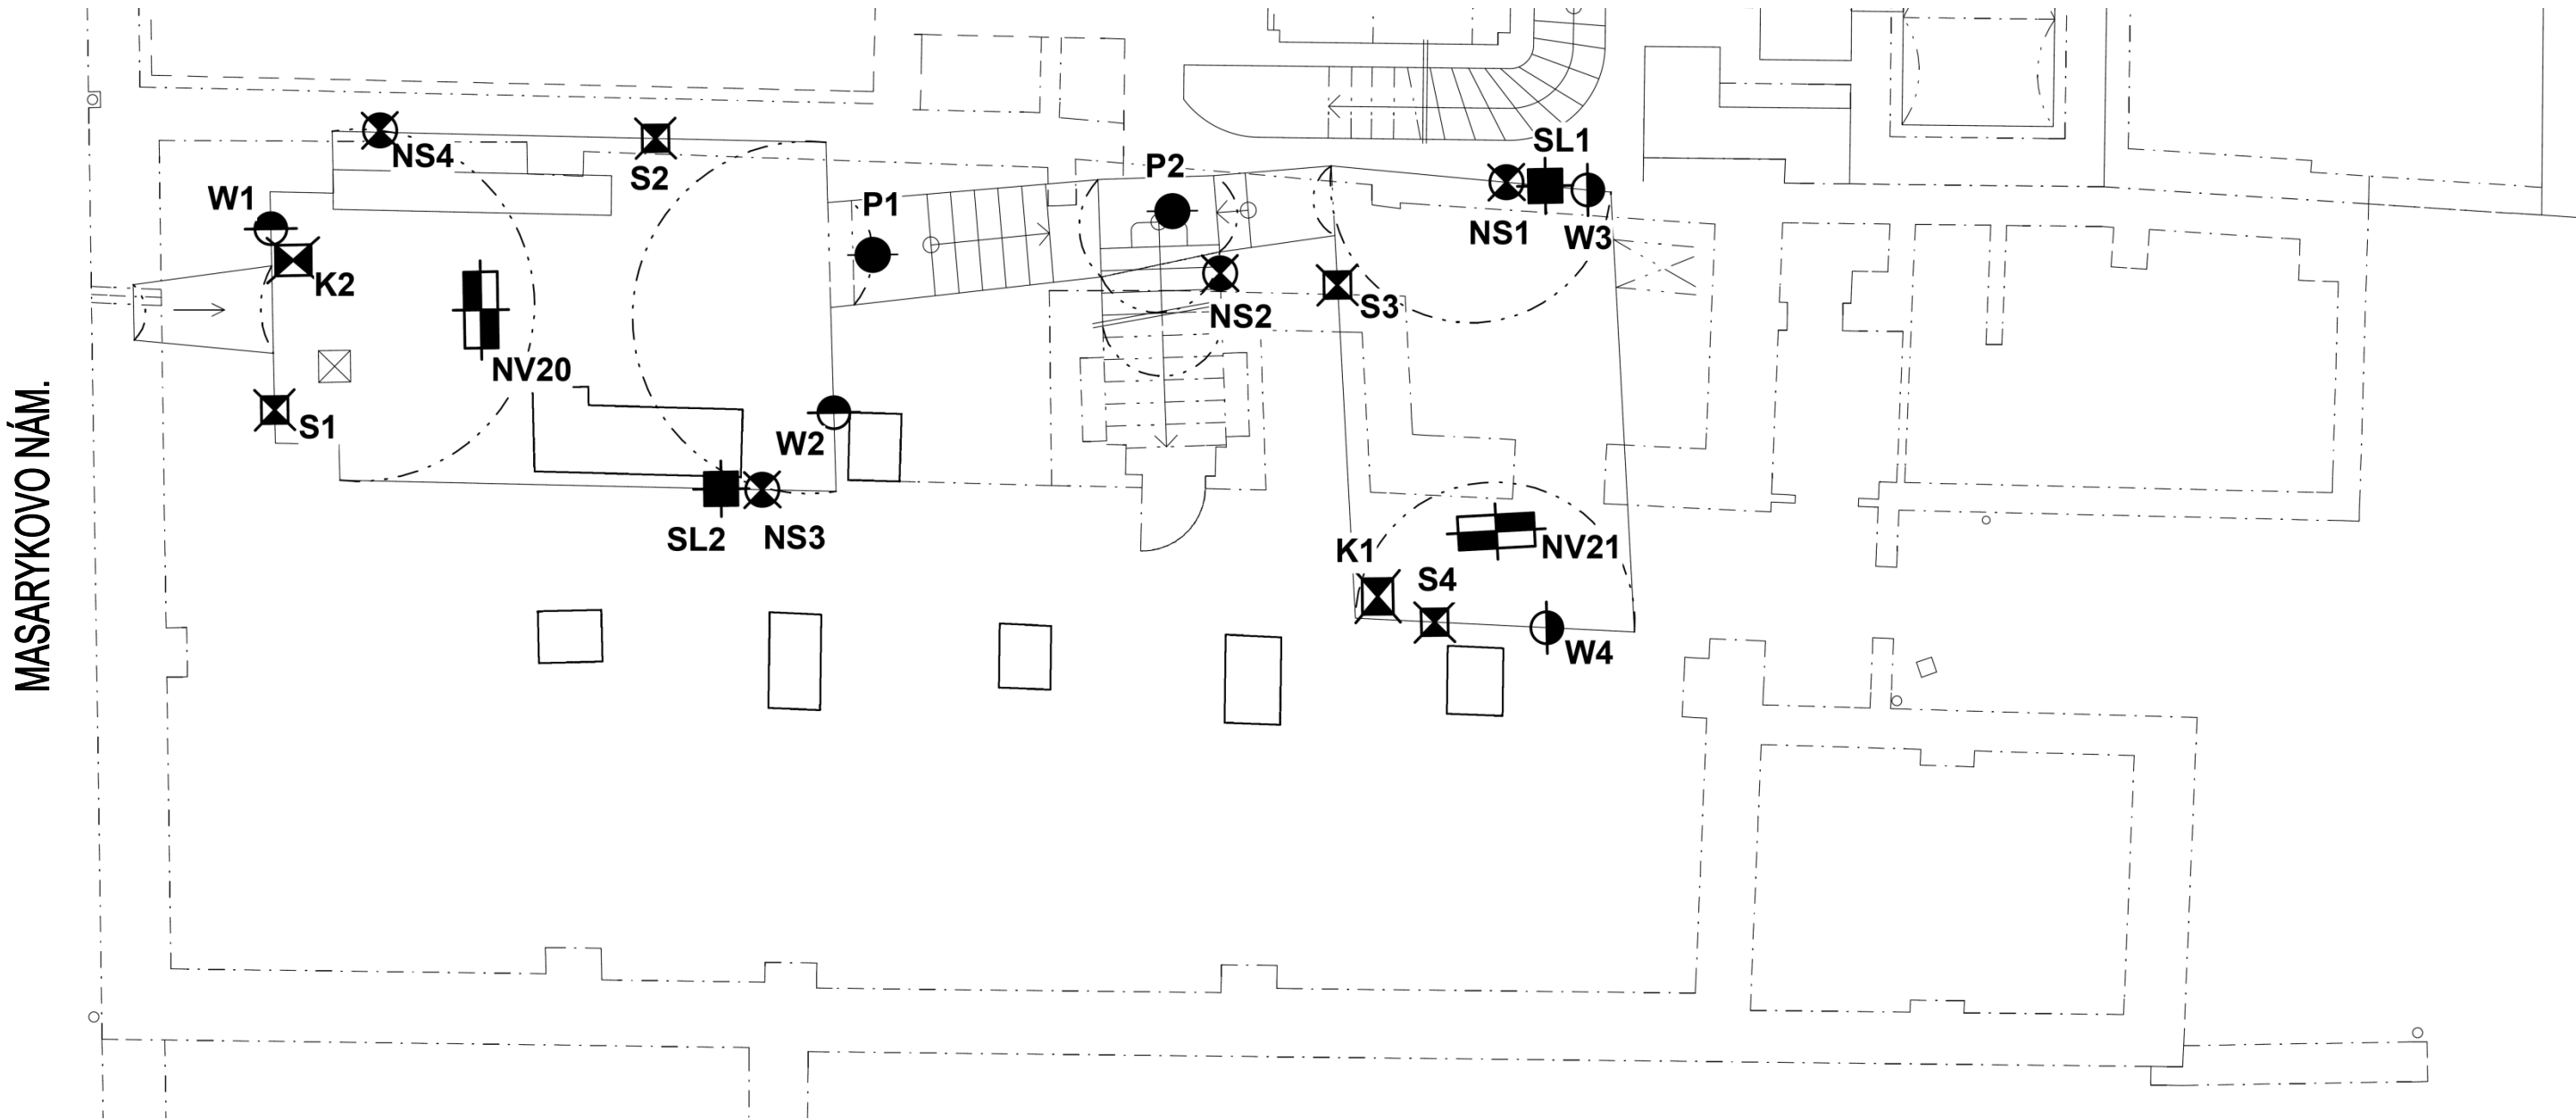 SL1
NS4
P2
S2
W1
P1
NS1
W3
K2
S3
NS2
NV20
MASARYKOVO NÁM.
S1
W2
SL2
NS3
K1
NV21
S4
W4